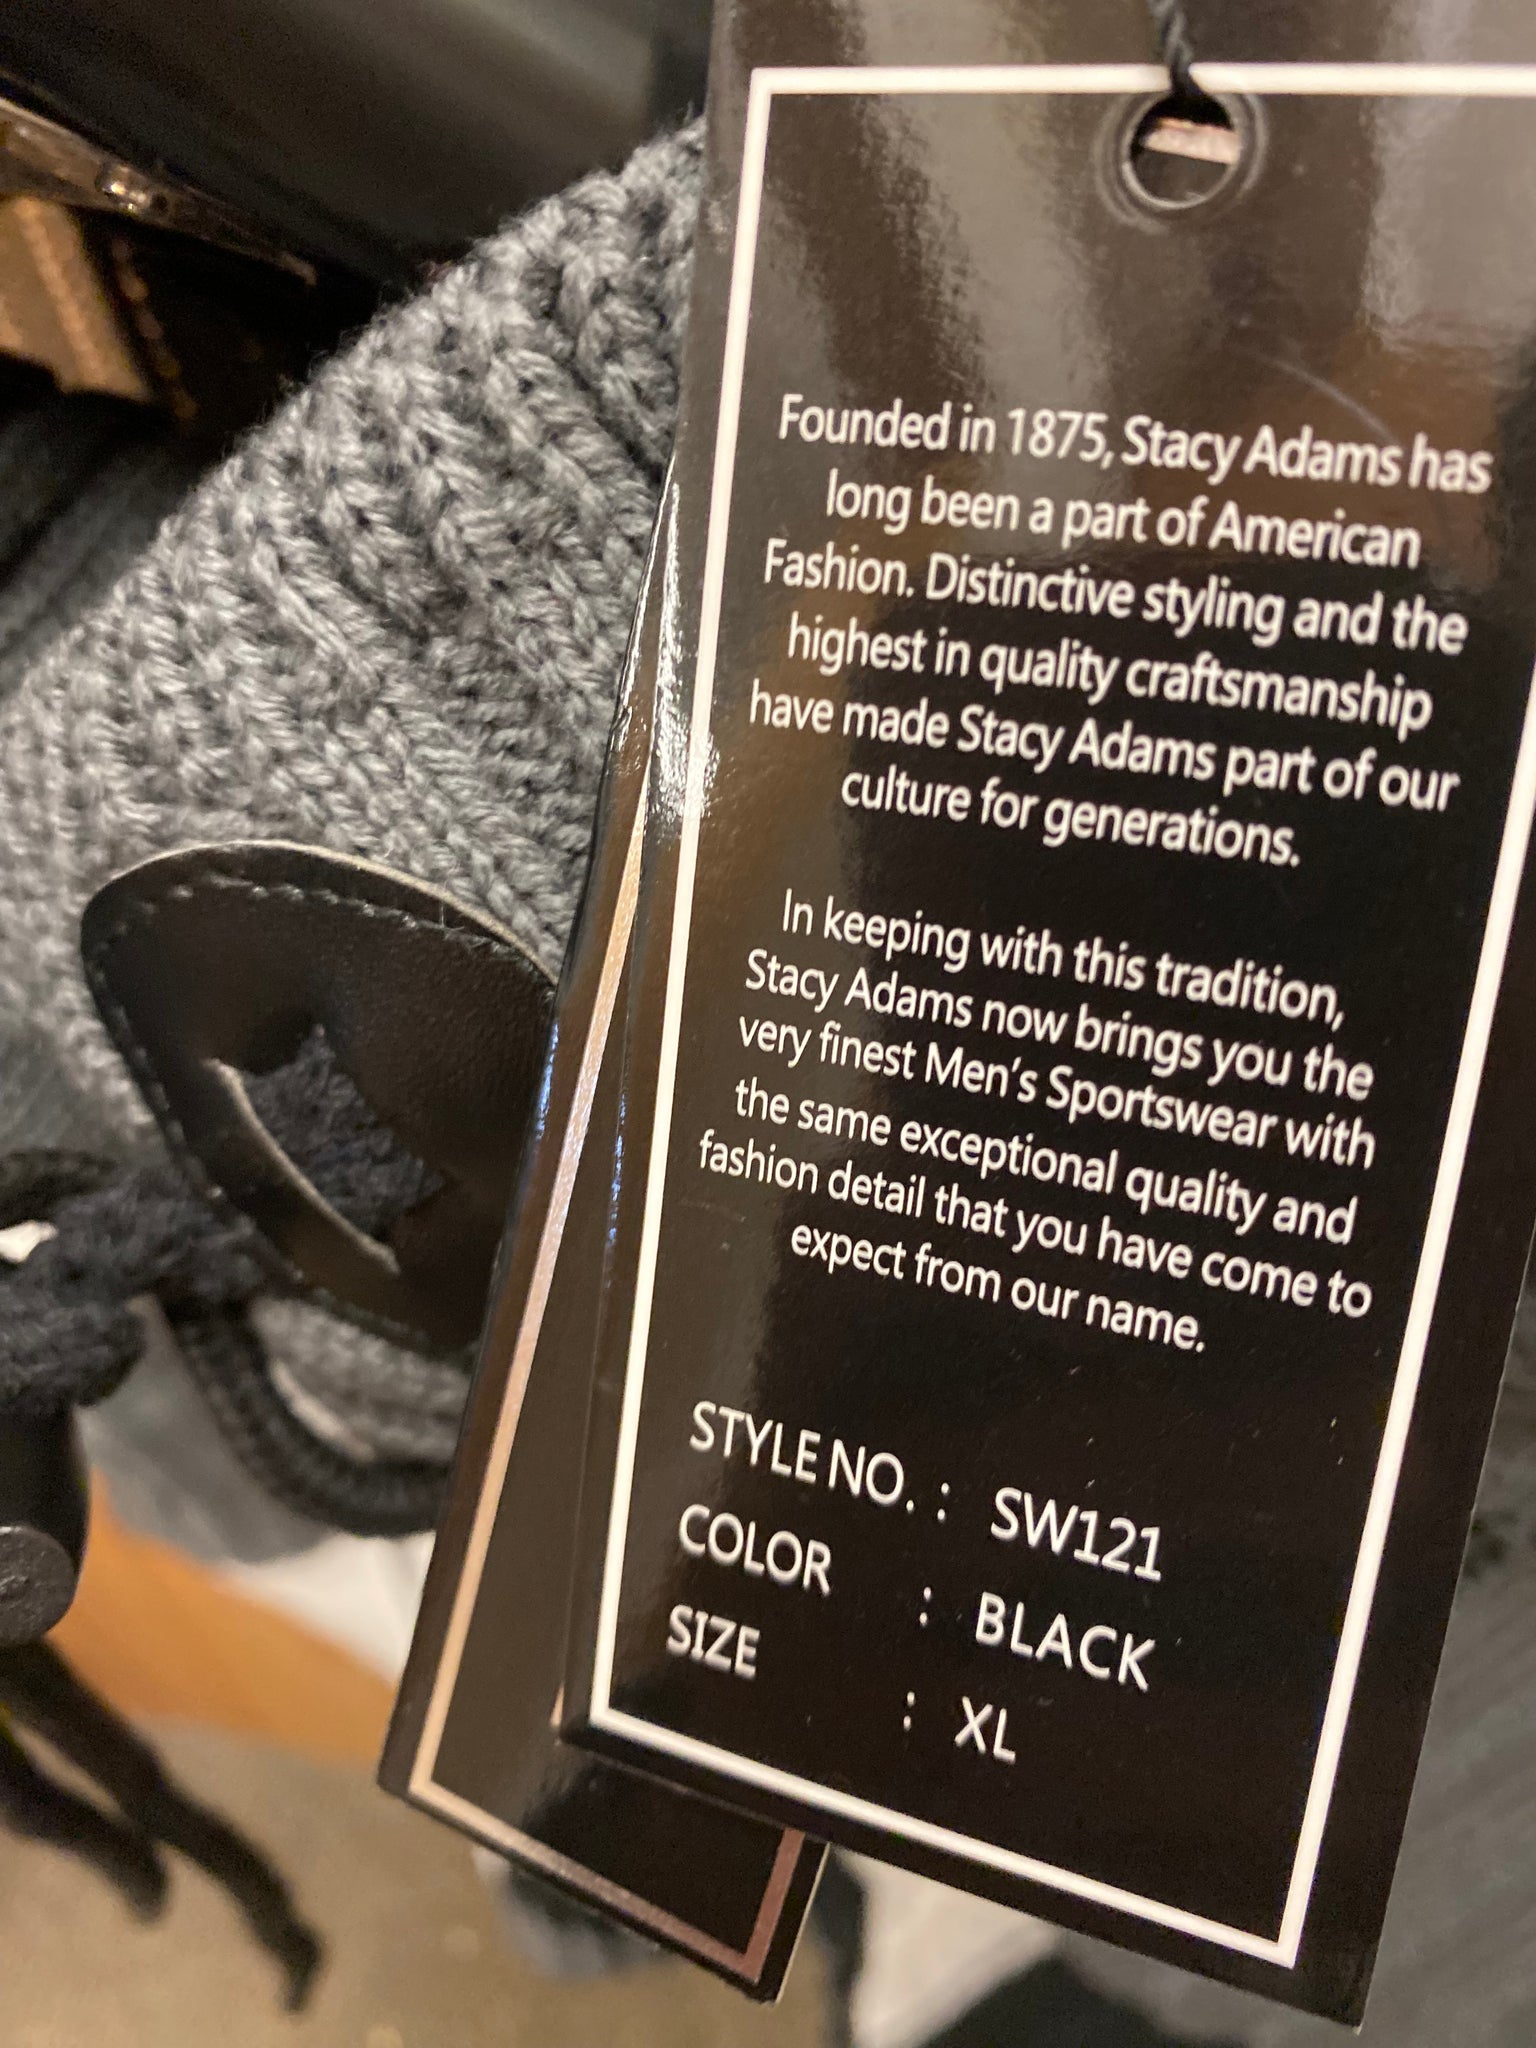 Founded in 1875, Stacy Adams has
long been a part of American
Fashion. Distinctive styling and the
highest in quality craftsmanship
have made Stacy Adams part of our
culture for generations.
In keeping with this tradition,
Stacy Adams now brings you the
very finest Men's Sportswear with
the same exceptional quality and
fashion detail that you have come to
expect from our name.
STYLE NO. : SW121
COLOR : BLACK
SIZE : XL